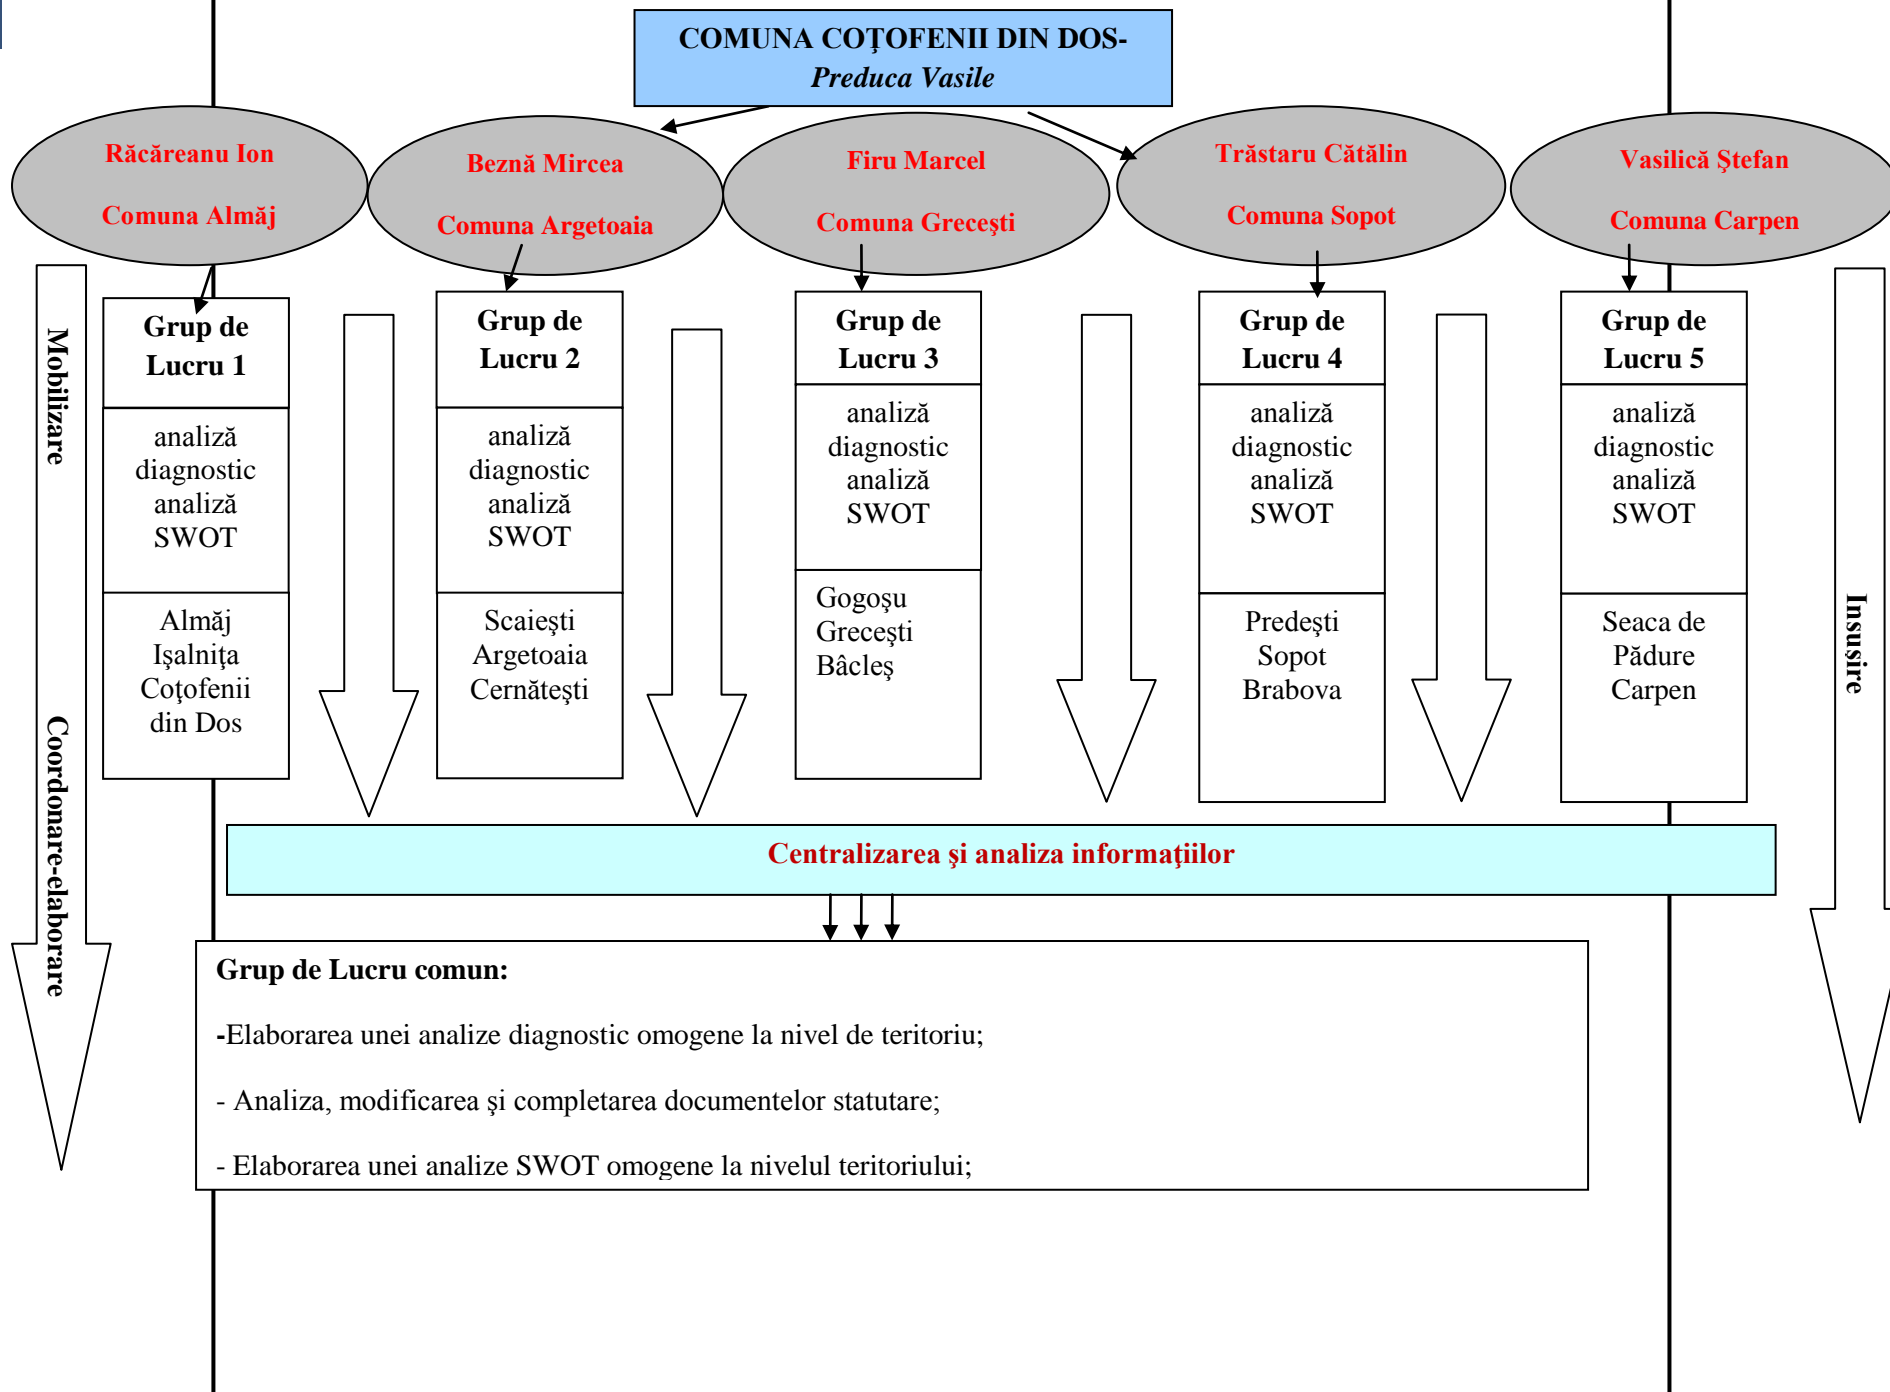 COMUNA COŢOFENII DIN DOS-
Preduca Vasile
Răcăreanu Ion
Comuna Almăj
Beznă Mircea
Comuna Argetoaia
Firu Marcel
Comuna Greceşti
Trăstaru Cătălin
Comuna Sopot
Vasilică Ştefan
Comuna Carpen
Mobilizare
Coordonare-elaborare
Grup de
Lucru 1
analiză
diagnostic
analiză
SWOT
Almăj
Işalniţa
Coţofenii
din Dos
Grup de
Lucru 2
analiză
diagnostic
analiză
SWOT
Scaieşti
Argetoaia
Cernăteşti
Grup de
Lucru 3
analiză
diagnostic
analiză
SWOT
Gogoşu
Greceşti
Bâcleş
Grup de
Lucru 4
analiză
diagnostic
analiză
SWOT
Predeşti
Sopot
Brabova
Grup de
Lucru 5
analiză
diagnostic
analiză
SWOT
Seaca de
Pădure
Carpen
Insuşire
Centralizarea şi analiza informaţiilor
Grup de Lucru comun:
-Elaborarea unei analize diagnostic omogene la nivel de teritoriu;
- Analiza, modificarea şi completarea documentelor statutare;
- Elaborarea unei analize SWOT omogene la nivelul teritoriului;